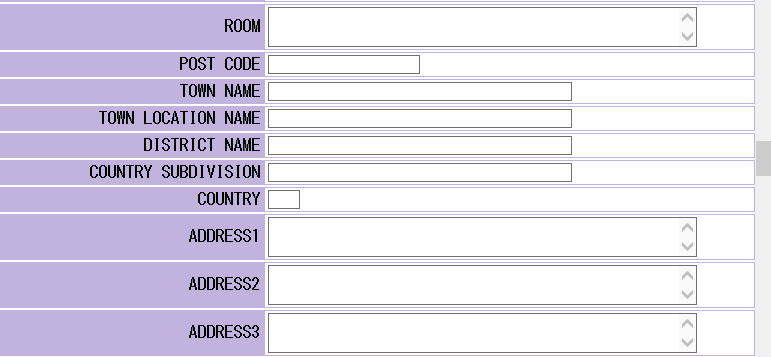 ROOM
POST CODE
TOWN NAME
TOWN LOCATION NAME
DISTRICT NAME
COUNTRY SUBDIVISION
COUNTRY
ADDRESS1
ADDRESS2
ADDRESS3